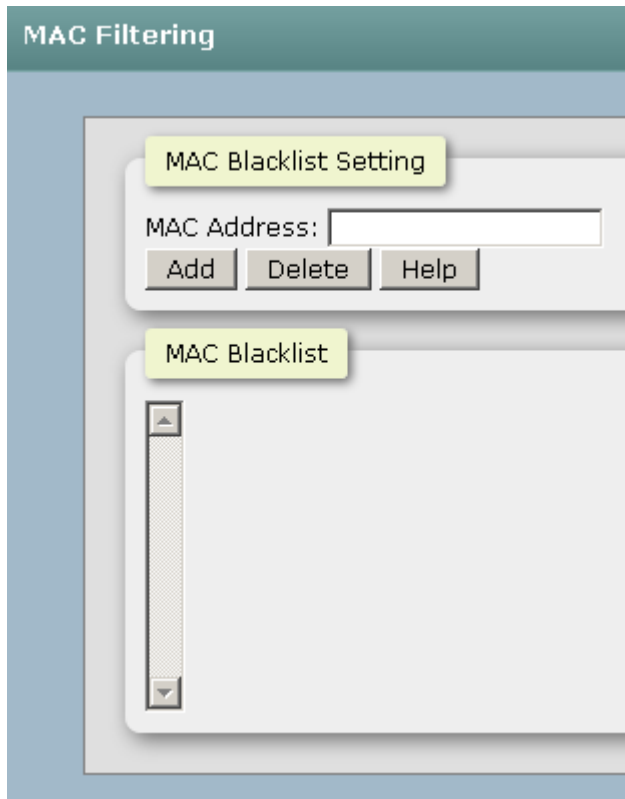 MAC Filtering
MAC Blacklist Setting
MAC Address:
Add Delete Help
MAC Blacklist